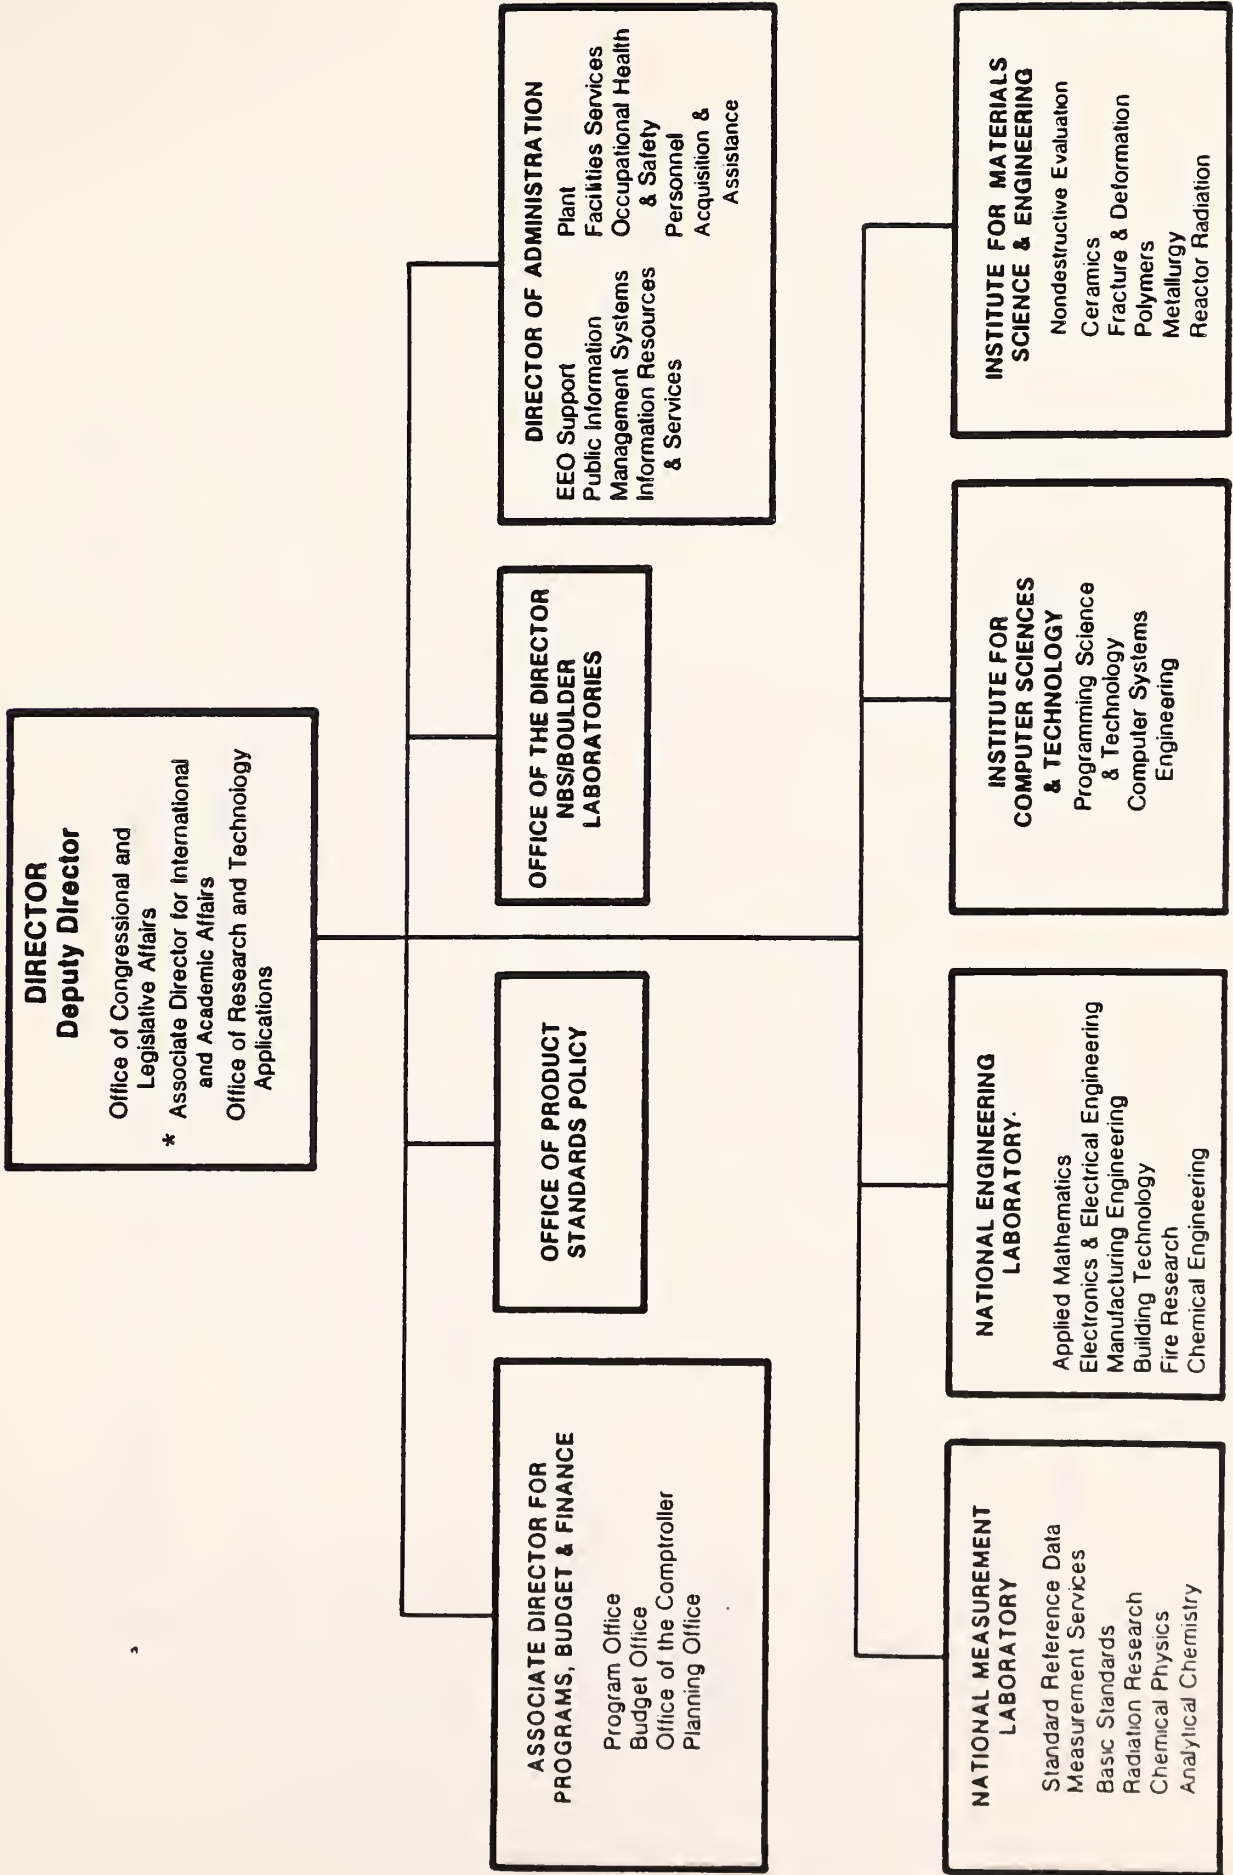 DIRECTOR
Deputy Director
Office of Congressional and
Legislative Affairs
* Associate Director for International
and Academic Affairs
Office of Research and Technology
Applications
ASSOCIATE DIRECTOR FOR
PROGRAMS, BUDGET & FINANCE
Program Office
Budget Office
Office of the Comptroller
Planning Office
OFFICE OF PRODUCT
STANDARDS POLICY
OFFICE OF THE DIRECTOR
NBS/BOULDER
LABORATORIES
DIRECTOR OF ADMINISTRATION
EEO Support
Public Information
Management Systems
Information Resources
& Services
Plant
Facilities Services
Occupational Health
& Safety
Personnel
Acquisition &
Assistance
NATIONAL MEASUREMENT
LABORATORY
Standard Reference Data
Measurement Services
Basic Standards
Radiation Research
Chemical Physics
Analytical Chemistry
NATIONAL ENGINEERING
LABORATORY.
Applied Mathematics
Electronics & Electrical Engineering
Manufacturing Engineering
Building Technology
Fire Research
Chemical Engineering
INSTITUTE FOR
COMPUTER SCIENCES
& TECHNOLOGY
Programming Science
& Technology
Computer Systems
Engineering
INSTITUTE FOR MATERIALS
SCIENCE & ENGINEERING
Nondestructive Evaluation
Ceramics
Fracture & Deformation
Polymers
Metallurgy
Reactor Radiation